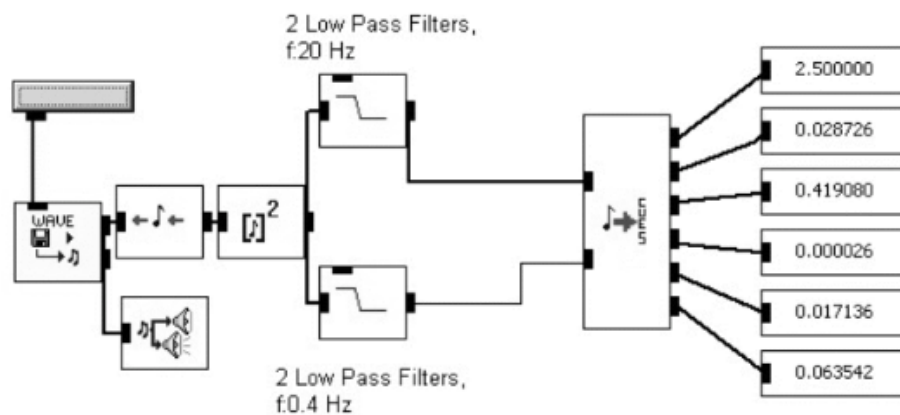 2 Low Pass Filters,
f:20 Hz
2.500000
0.028726
0.419080
WAVE
2
0.000026
0.017136
0.063542
2 Low Pass Filters,
f:0.4 Hz